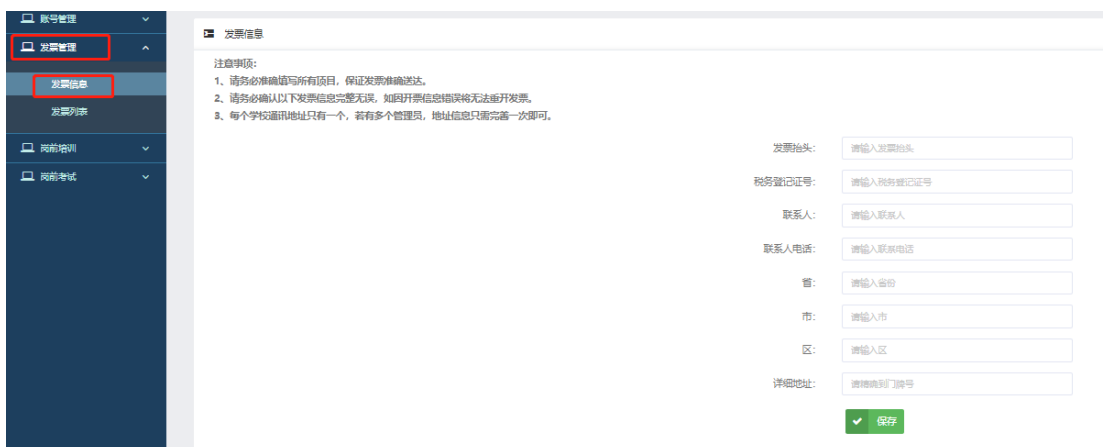 账号管理
发票管理
发票信息
发票列表
岗前培训
岗前考试
发票信息
注意事项：
1、请务必准确填写所有项目，保证发票准确送达。
2、请务必确认以下发票信息完整无误，如因开票信息错误将无法重开发票。
3、每个学校通讯地址只有一个，若有多个管理员，地址信息只需完善一次即可。
发票抬头： 请输入发票抬头
税务登记证号： 请输入税务登记证号
联系人： 请输入联系人
联系人电话： 请输入联系电话
省： 请输入省份
市： 请输入市
区： 请输入区
详细地址： 请精确到门牌号
保存